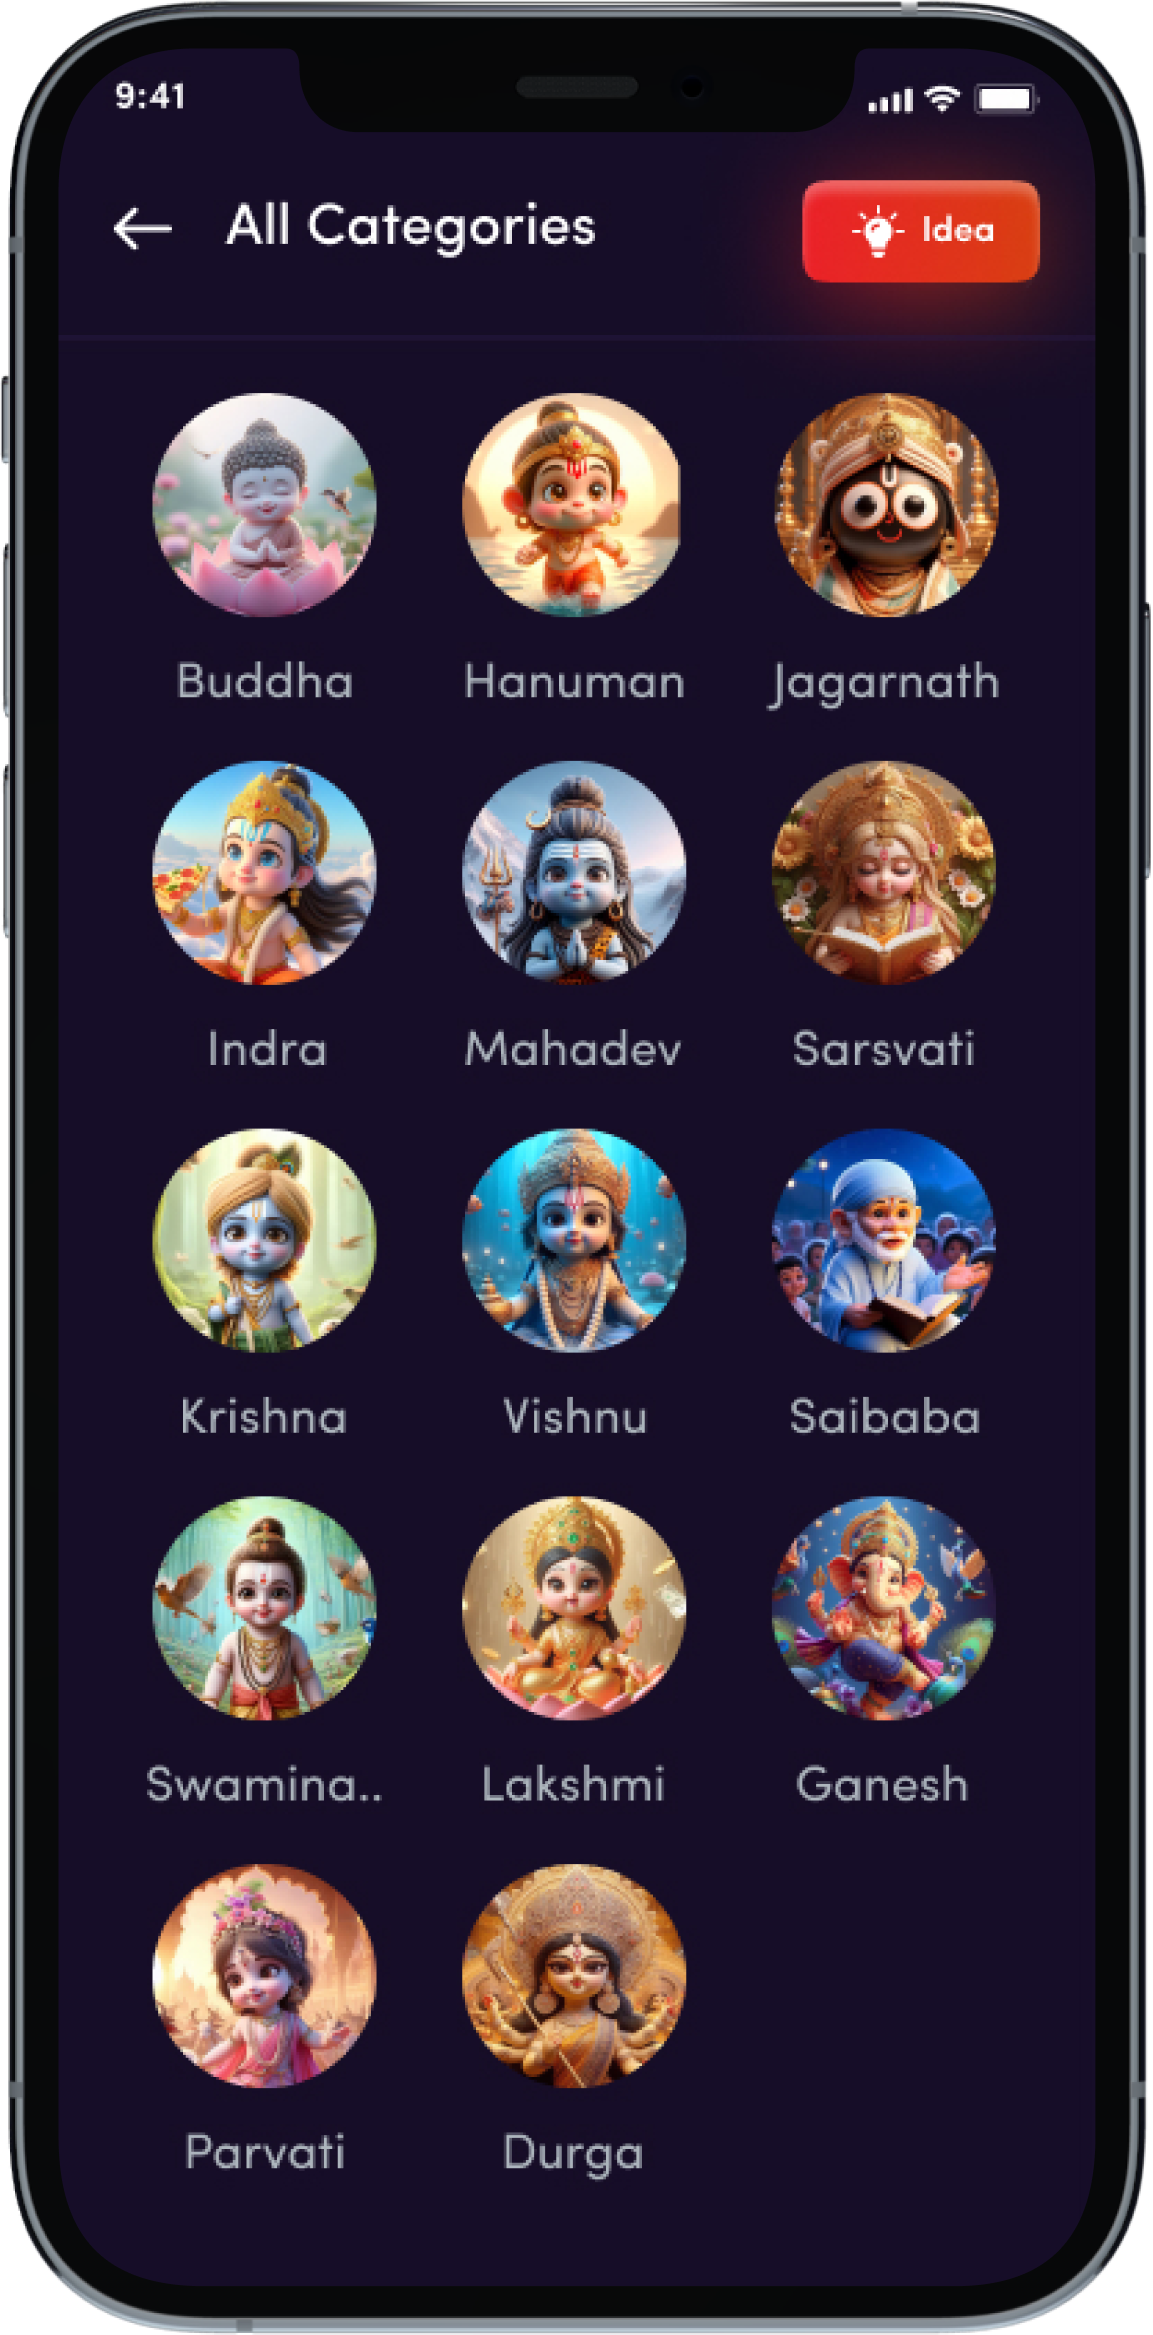 9:41
All Categories
Idea
Buddha Hanuman Jagarnath
Indra Mahadev Sarsvati
Krishna Vishnu Saibaba
Swamina.. Lakshmi Ganesh
Parvati Durga